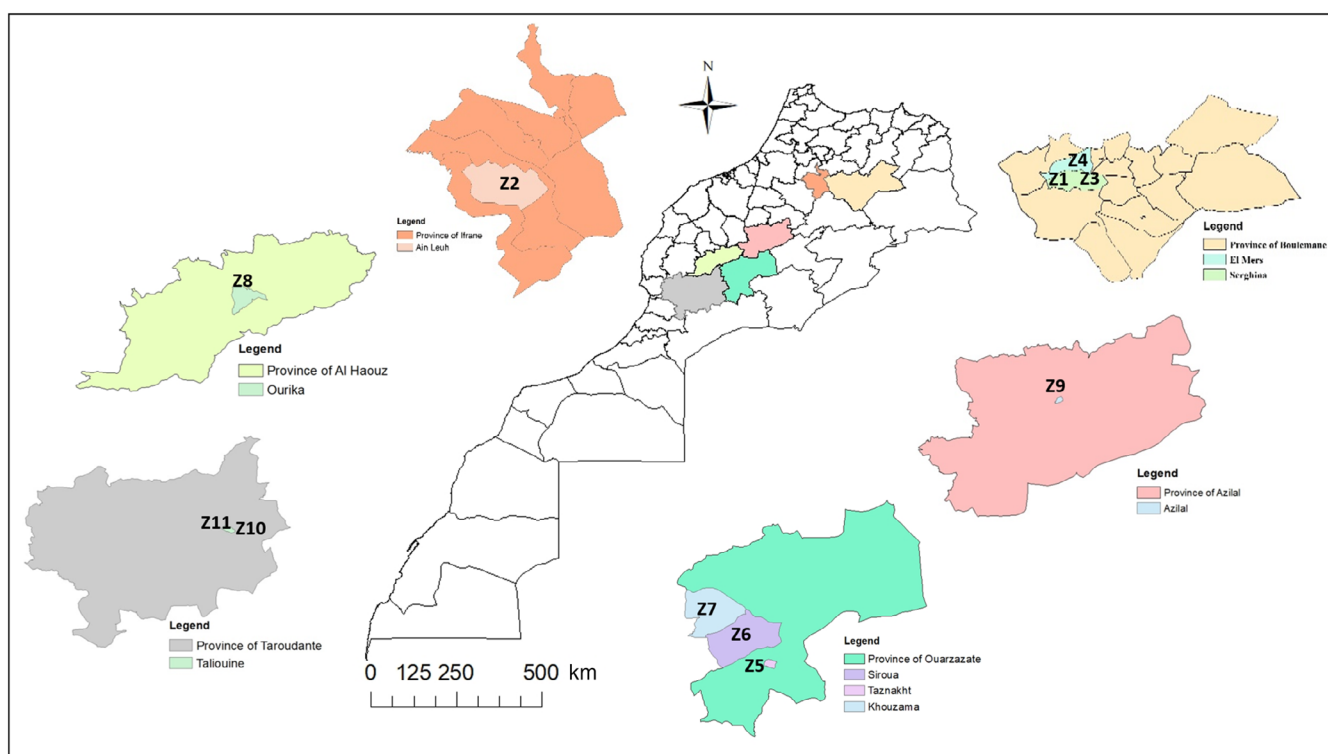 N
Z2
Legend
Province of Ifrane
Ain Leuh
Z4
Z1 Z3
Legend
Province of Boulemane
El Mers
Serghina
Z8
Legend
Province of Al Haouz
Ourika
Z9
Legend
Province of Azilal
Azilal
Z11 Z10
Legend
Province of Taroudante
Taliouine
0 125 250 500 km
Z7
Z6
Z5
Legend
Province of Ouarzazate
Siroua
Taznakht
Khouzama